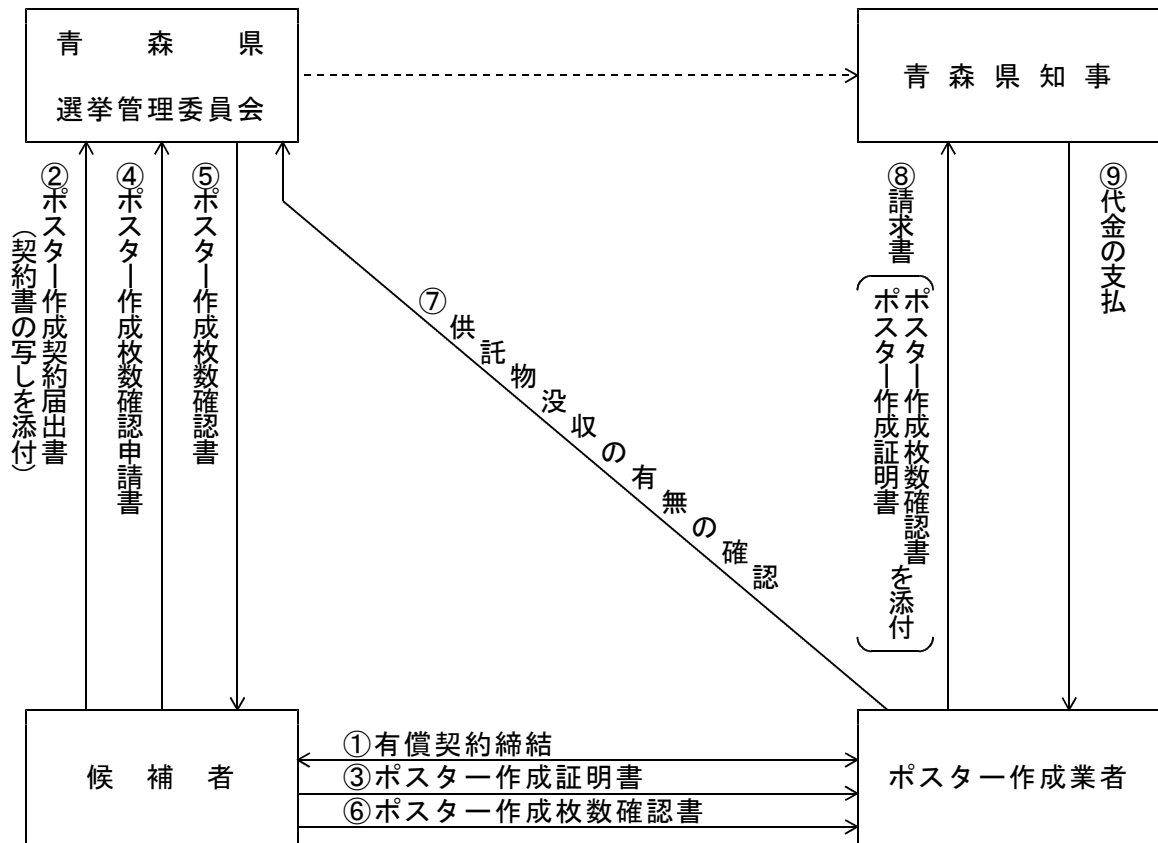 青森県
選挙管理委員会
青森県知事
②ポスター作成契約届出書
（契約書の写しを添付）
④ポスター作成枚数確認申請書
⑤ポスター作成枚数確認書
⑦供託物没収の有無の確認
⑧請求書
ポスター作成枚数確認書
ポスター作成証明書
を添付
⑨代金の支払
候補者
①有償契約締結
③ポスター作成証明書
⑥ポスター作成枚数確認書
ポスター作成業者